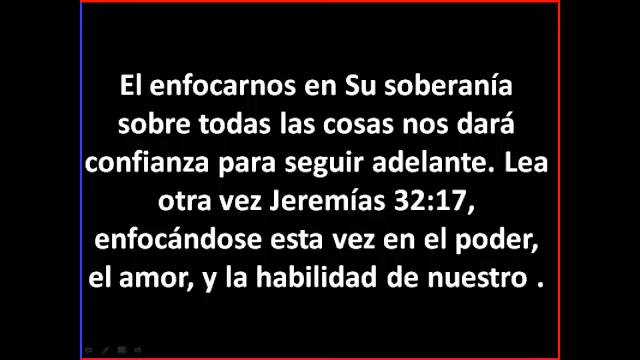 El enfocarnos en Su soberanía
sobre todas las cosas nos dará
confianza para seguir adelante. Lea
otra vez Jeremías 32:17,
enfocándose esta vez en el poder,
el amor, y la habilidad de nuestro .